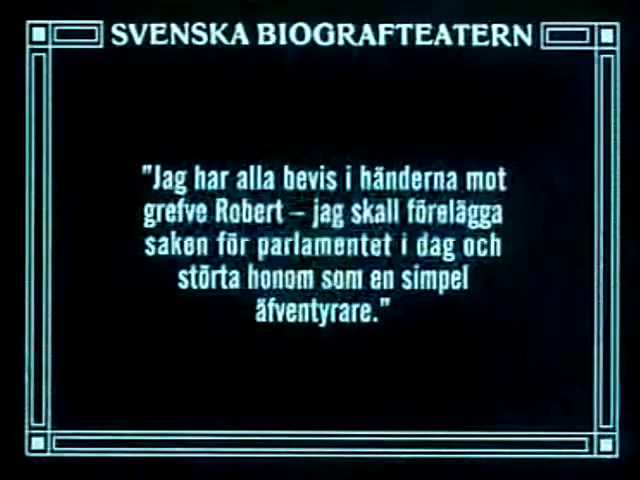 SVENSKA BIOGRAFTEATERN
"Jag har alla bevis i händerna mot
grefve Robert – jag skall förelägga
saken för parlamentet i dag och
störta honom som en simpel
äfventyrare."